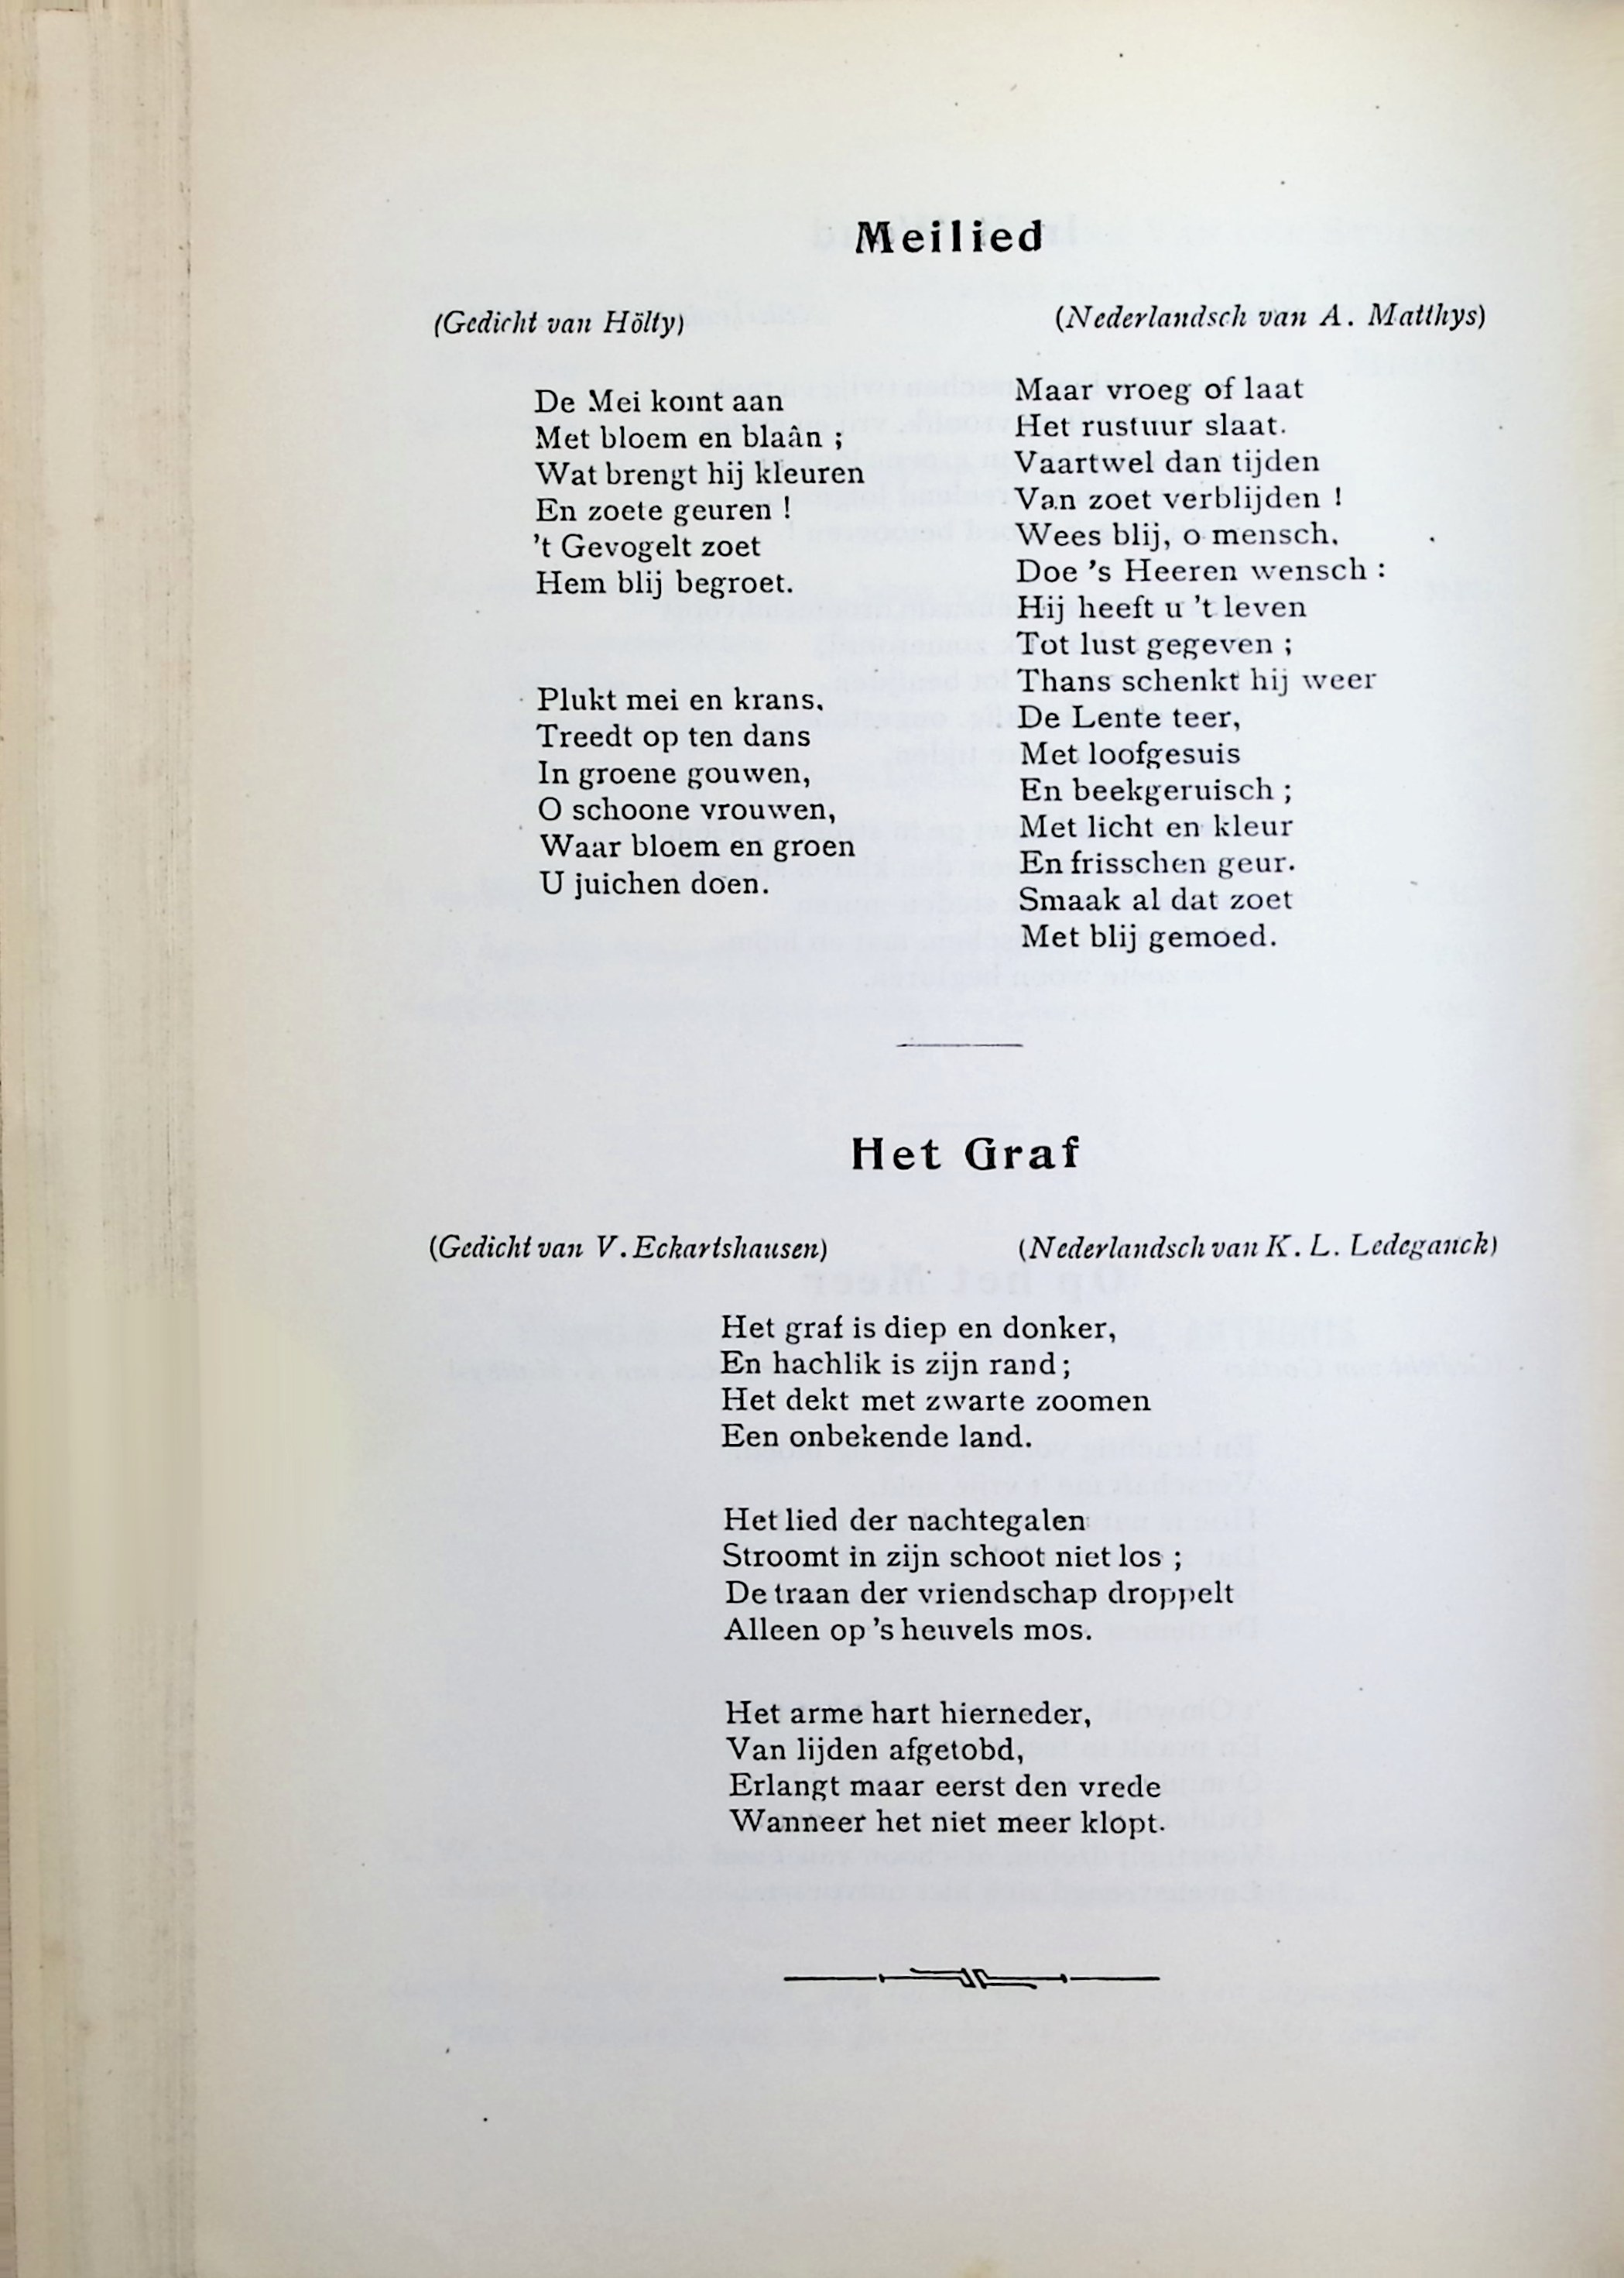 Meilied
(Gedicht van Hölty)
(Nederlandsch van A. Matthys)
De Mei komt aan
Met bloem en blaân ;
Wat brengt hij kleuren
En zoete geuren !
't Gevogelt zoet
Hem blij begroet.
Plukt mei en krans,
Treedt op ten dans
In groene gouwen,
O schoone vrouwen,
Waar bloem en groen
U juichen doen.
Maar vroeg of laat
Het rustuur slaat.
Vaartwel dan tijden
Van zoet verblijden !
Wees blij, o mensch,
Doe 's Heeren wensch :
Hij heeft u 't leven
Tot lust gegeven ;
Thans schenkt hij weer
De Lente teer,
Met loofgesuis
En beekgeruisch ;
Met licht en kleur
En frisschen geur.
Smaak al dat zoet
Met blij gemoed.
Het Graf
(Gedicht van V. Eckartshausen)
(Nederlandsch van K. L. Ledeganck)
Het graf is diep en donker,
En hachlik is zijn rand ;
Het dekt met zwarte zoomen
Een onbekende land.
Het lied der nachtegalen
Stroomt in zijn schoot niet los ;
De traan der vriendschap droppelt
Alleen op 's heuvels mos.
Het arme hart hierneder,
Van lijden afgetobd,
Erlangt maar eerst den vrede
Wanneer het niet meer klopt.